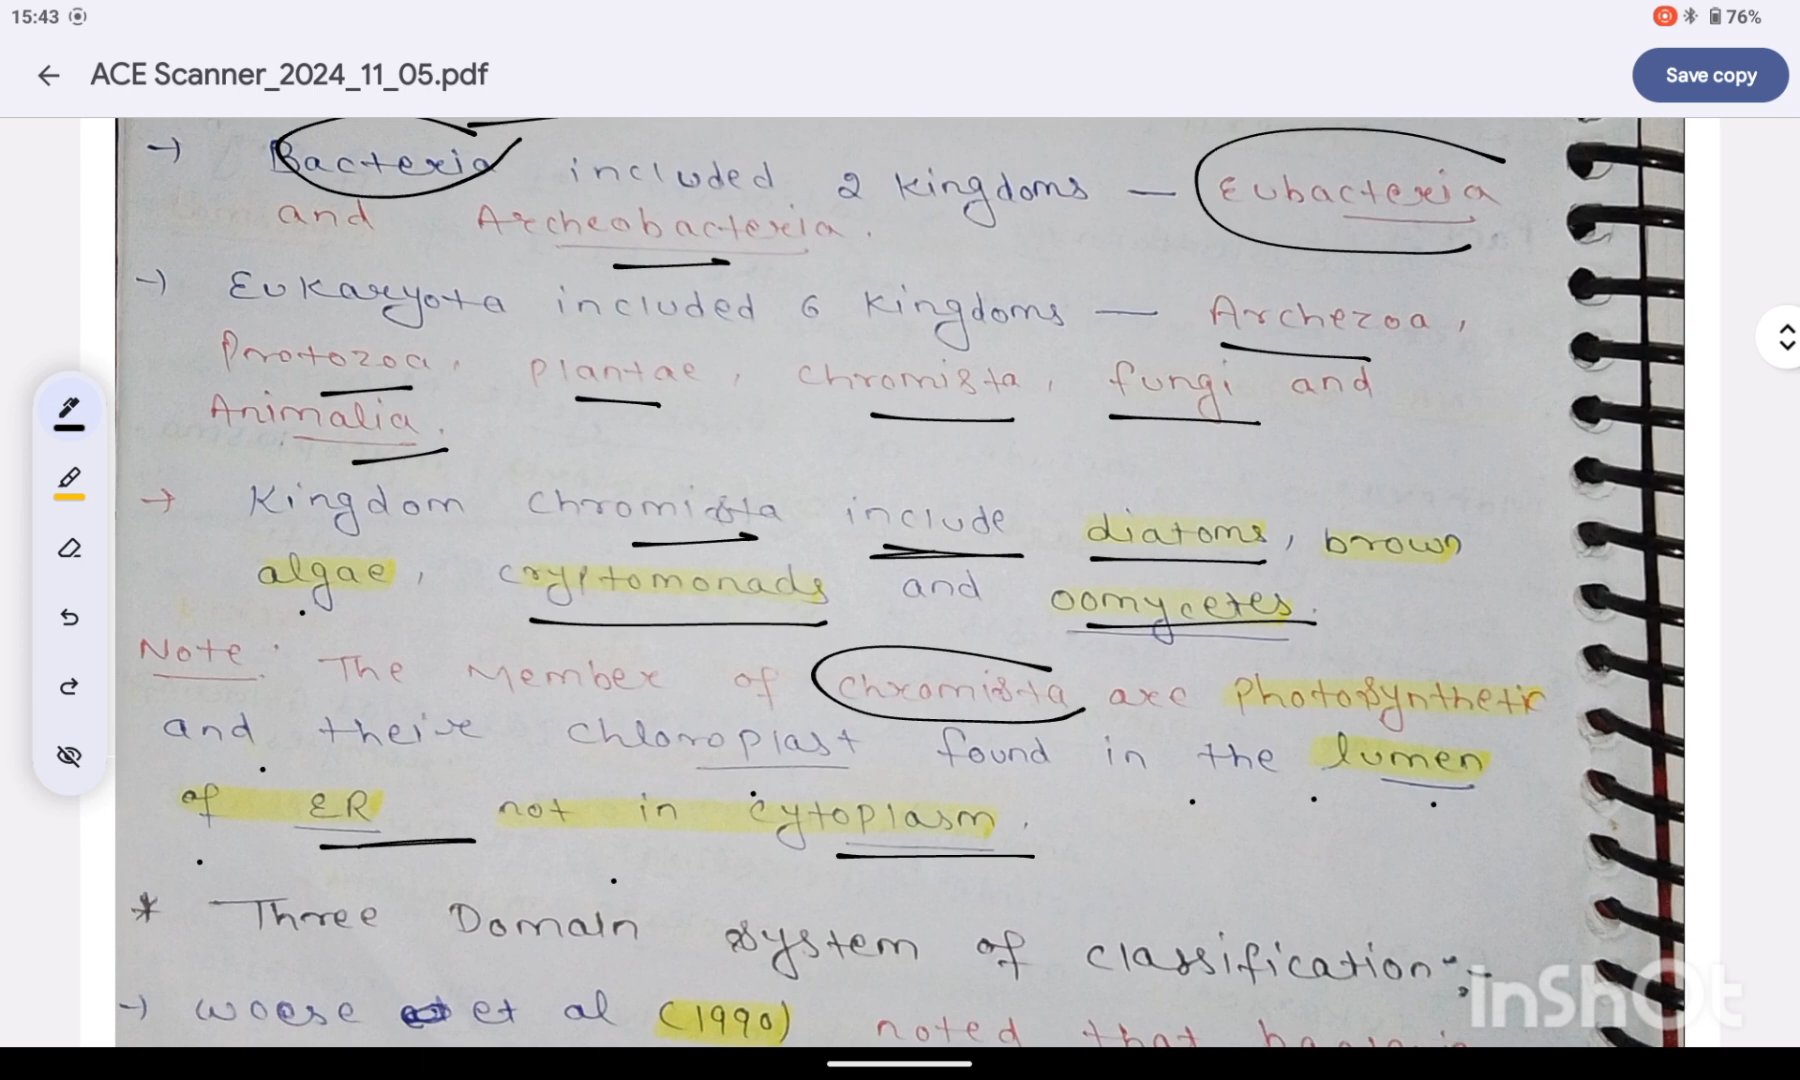 15:43
76%
ACE Scanner_2024_11_05.pdf
Save copy
→ Bacteria included 2 kingdoms — Eubacteria
and Archeobacteria.
→ Eukaryota included 6 kingdoms — Archezoa,
Protozoa, plantae, chromista, fungi and
Animalia.
→ Kingdom chromista include diatoms, brown
algae, cryptomonads and oomycetes.
Note: The Member of chromista are photosynthetic
and theire chloroplast found in the lumen
of ER not in cytoplasm.
* Three Domain system of classification:-
→ woese et al (1990) noted that
InShOt